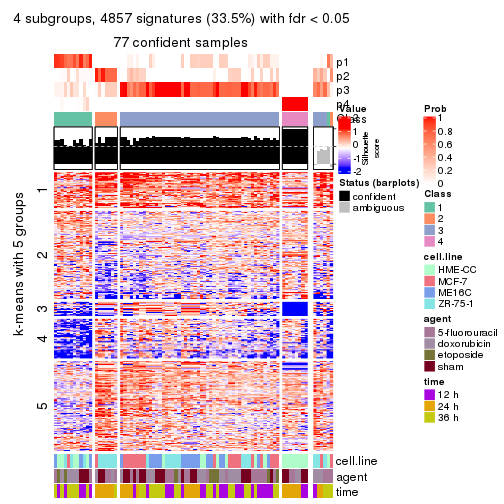 4 subgroups, 4857 signatures (33.5%) with fdr < 0.05
77 confident samples
p1
p2
p3
p4
Class
Silhouette
score
k-means with 5 groups
1
2
3
4
5
cell.line
agent
time
Value
2
1
0
-1
-2
Status (barplots)
confident
ambiguous
Prob
1
0.8
0.6
0.4
0.2
0
Class
1
2
3
4
cell.line
HME-CC
MCF-7
ME16C
ZR-75-1
agent
5-fluorouracil
doxorubicin
etoposide
sham
time
12 h
24 h
36 h